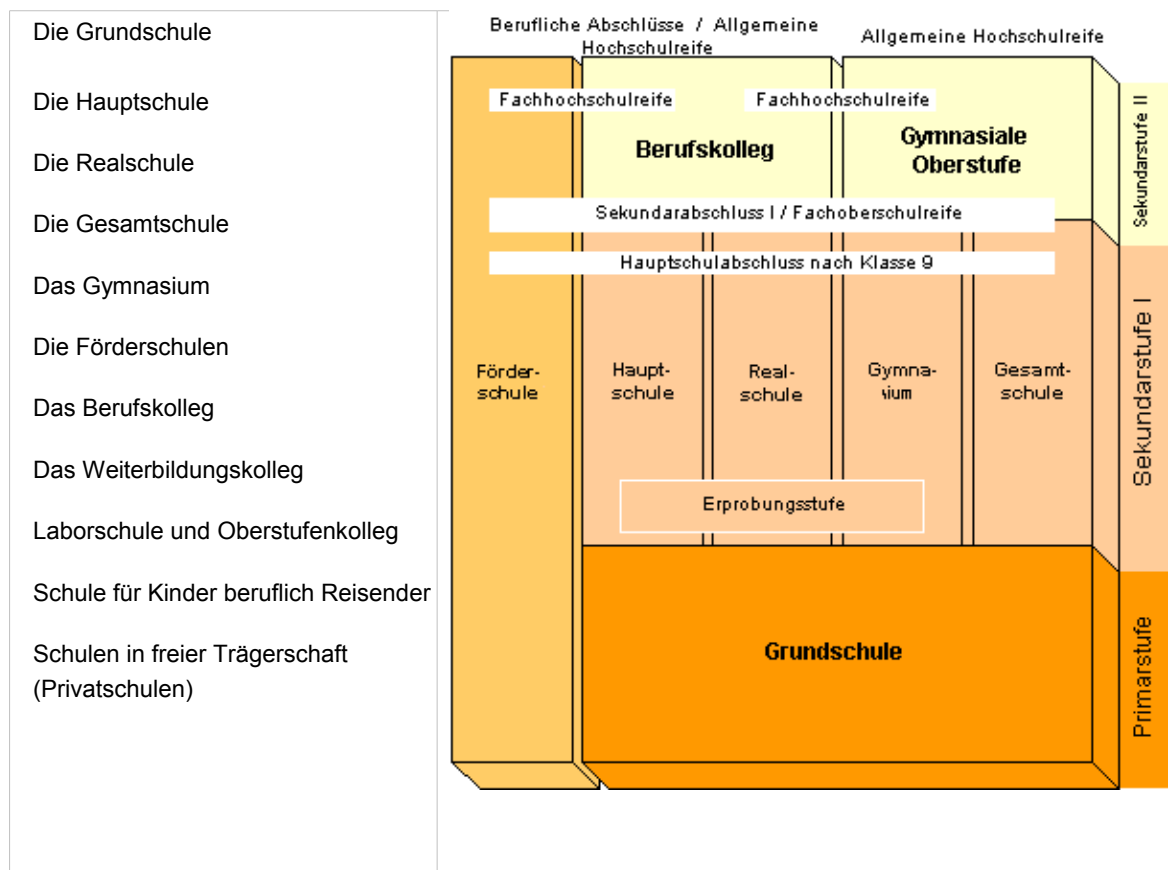 Die Grundschule
Die Hauptschule
Die Realschule
Die Gesamtschule
Das Gymnasium
Die Förderschulen
Das Berufskolleg
Das Weiterbildungskolleg
Laborschule und Oberstufenkolleg
Schule für Kinder beruflich Reisender
Schulen in freier Trägerschaft
(Privatschulen)
Berufliche Abschlüsse / Allgemeine
Hochschulreife
Allgemeine Hochschulreife
Fachhochschulreife
Fachhochschulreife
Berufskolleg
Gymnasiale
Oberstufe
Sekundarstufe II
Sekundarabschluss I / Fachoberschulreife
Hauptschulabschluss nach Klasse 9
Förder-
schule
Haupt-
schule
Real-
schule
Gymna-
sium
Gesamt-
schule
Sekundarstufe I
Erprobungsstufe
Grundschule
Primarstufe